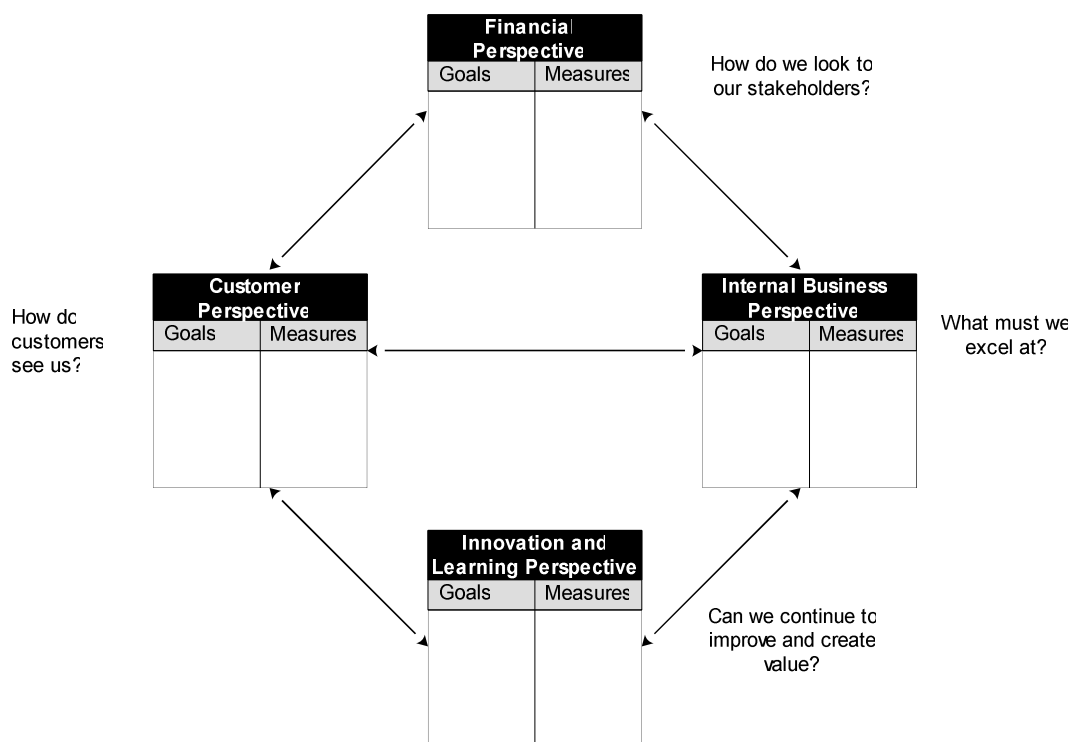 Financial
Perspective
Goals Measures
How do we look to
our stakeholders?
Customer
Perspective
Goals Measures
How do
customers
see us?
Internal Business
Perspective
Goals Measures
What must we
excel at?
Innovation and
Learning Perspective
Goals Measures
Can we continue to
improve and create
value?